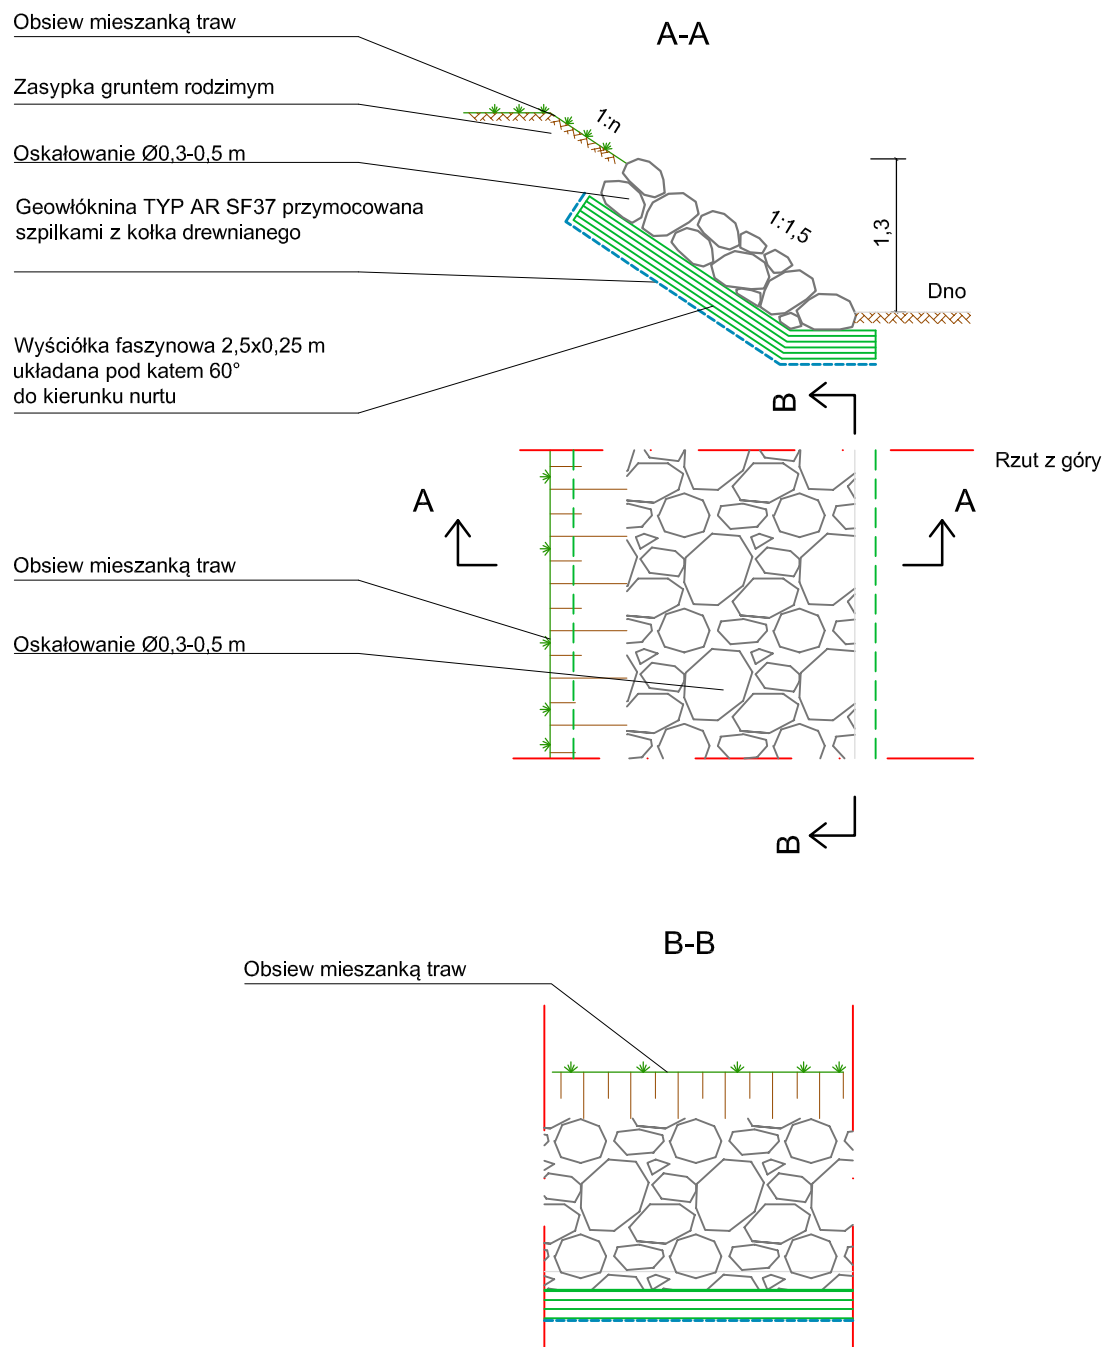 Obsiew mieszanką traw
A-A
Zasypka gruntem rodzimym
1:n
Oskałowanie Ø0,3-0,5 m
Geowłóknina TYP AR SF37 przymocowana
szpilkami z kołka drewnianego
1:1,5
1,3
Dno
Wyściółka faszynowa 2,5x0,25 m
układana pod katem 60°
do kierunku nurtu
B
Rzut z góry
A
A
Obsiew mieszanką traw
Oskałowanie Ø0,3-0,5 m
B
B-B
Obsiew mieszanką traw